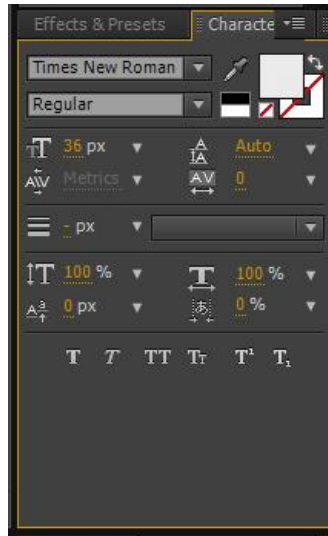 Effects & Presets Characte
Times New Roman
Regular
36 px Auto
Metrics 0
- px
100 % 100 %
0 px 0 %
T T TT Tт T¹ T₁